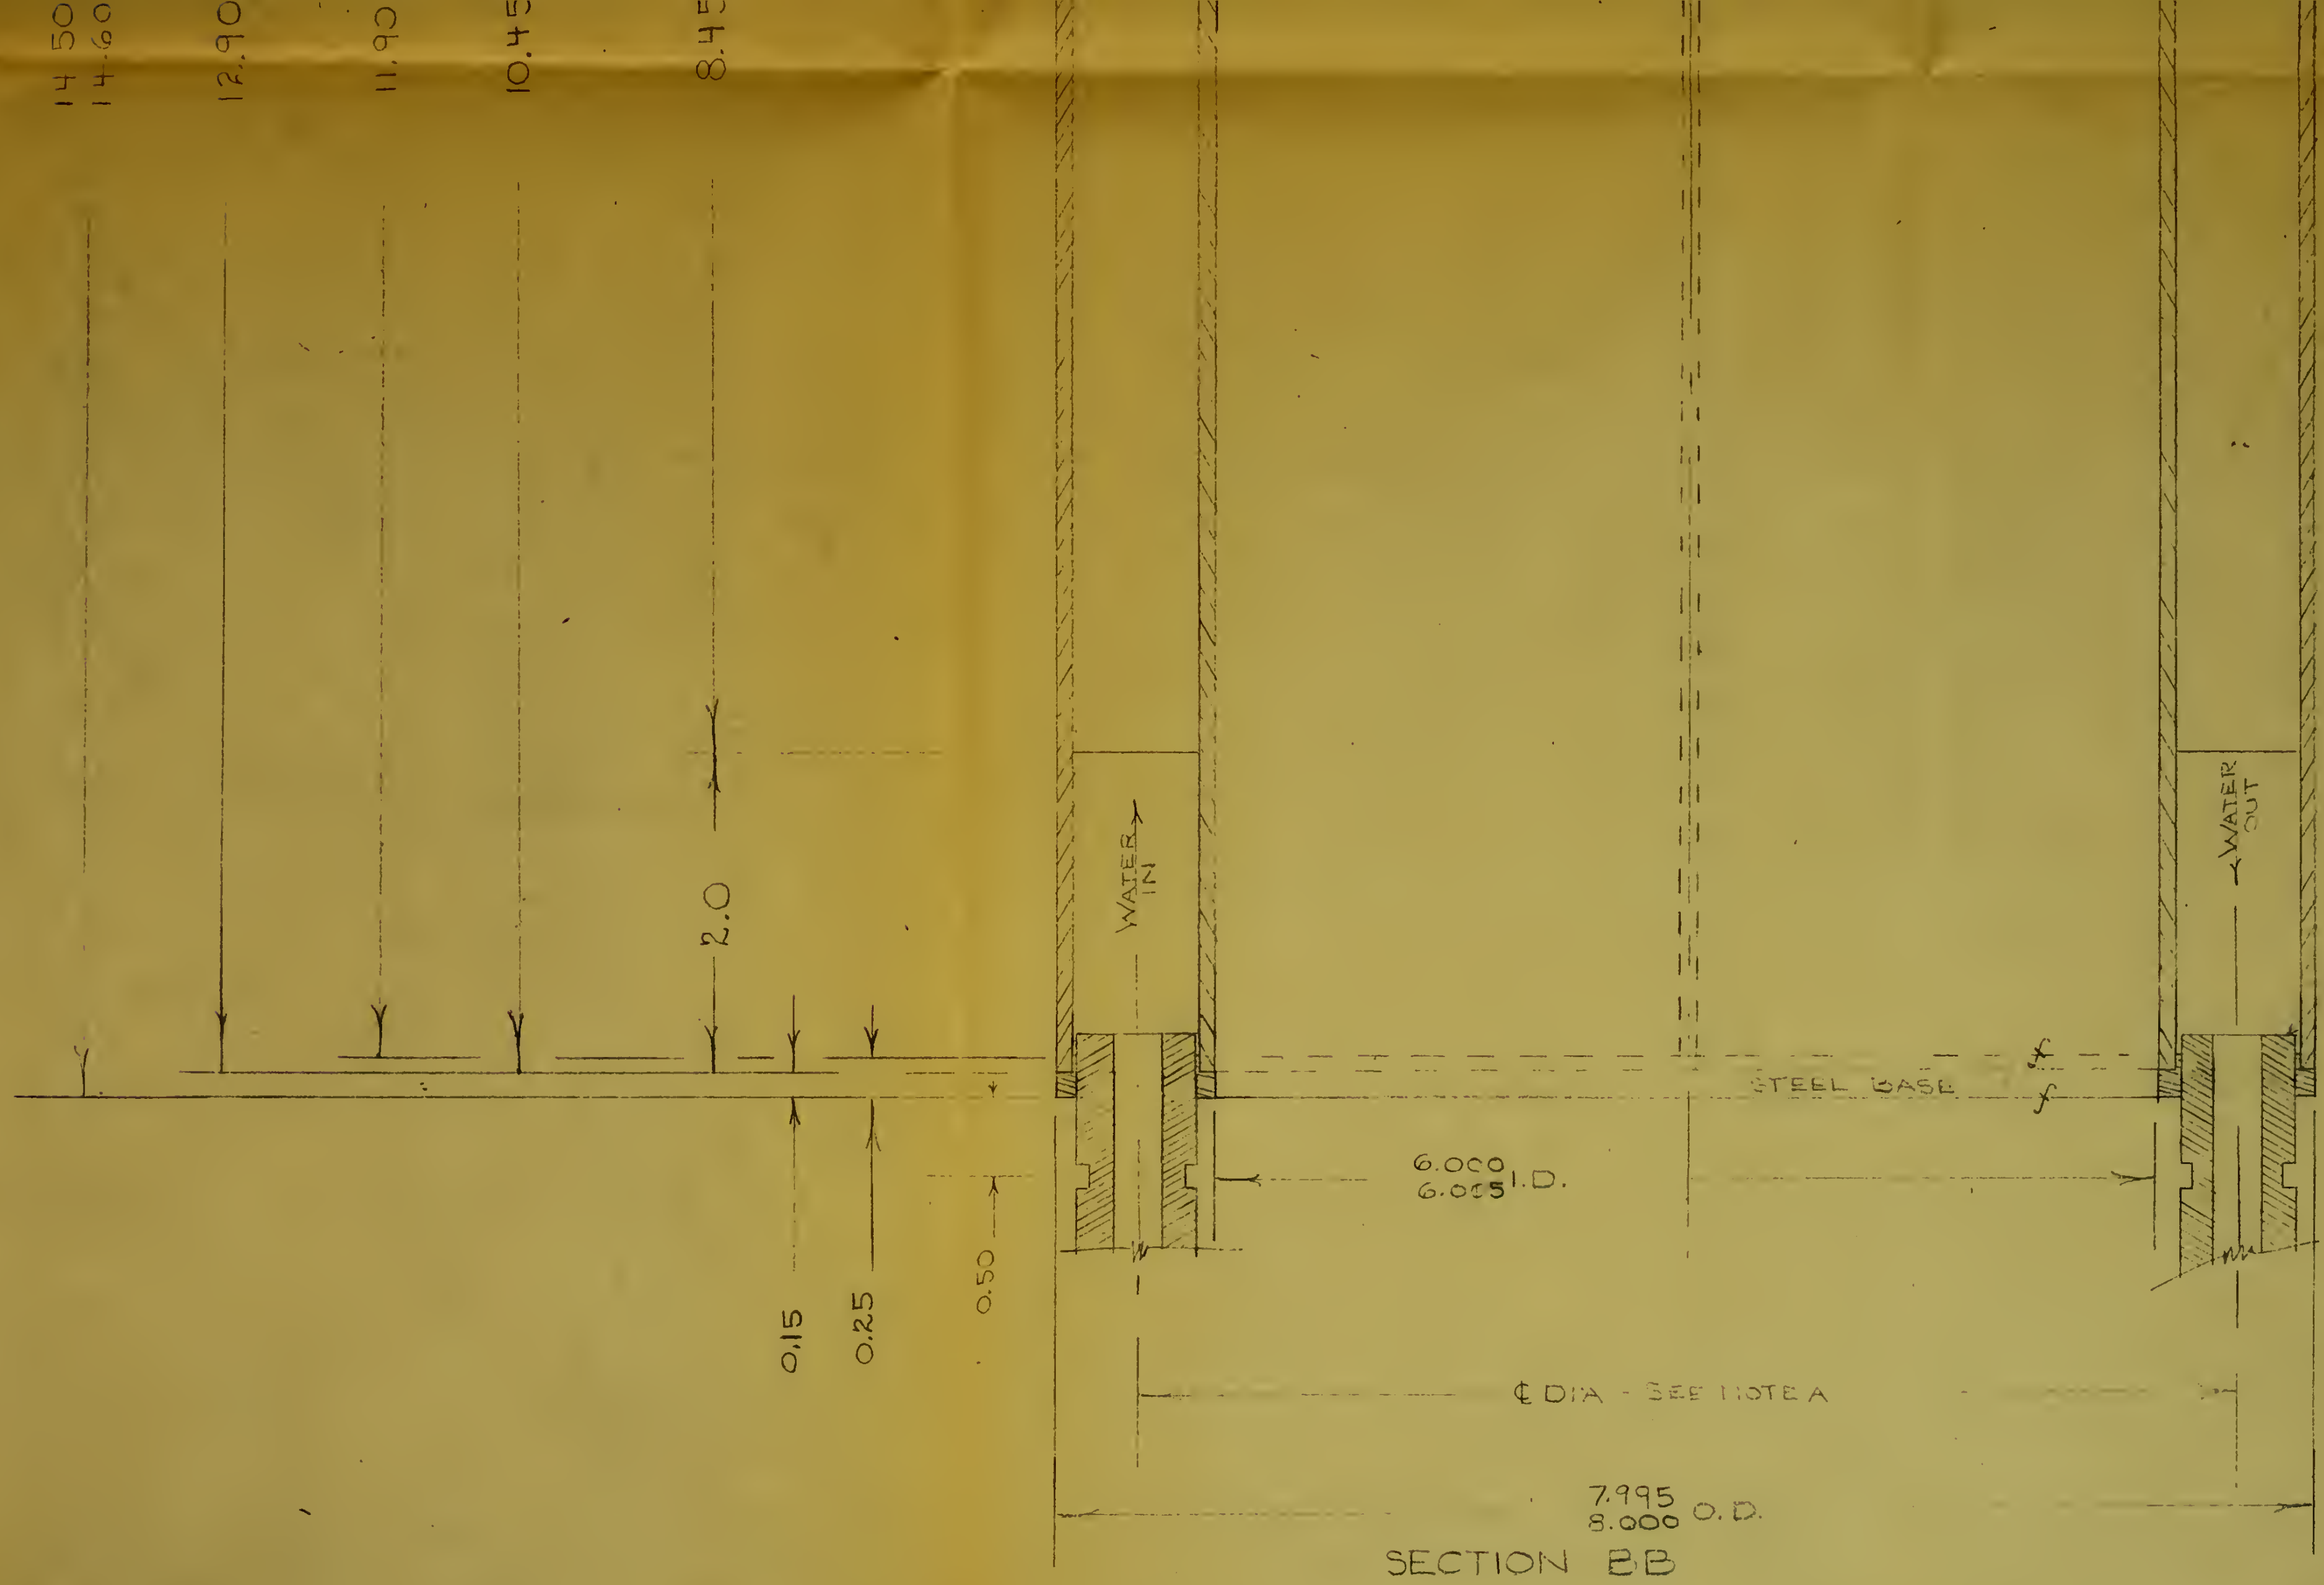 14.50
14.60
12.90
11.90
10.45
8.45
2.0
WATER
IN
WATER
OUT
STEEL BASE
f
f
6.000
6.005 I.D.
0.50
0.15
0.25
℄ DIA - SEE NOTE A
7.995
8.000 O.D.
SECTION BB